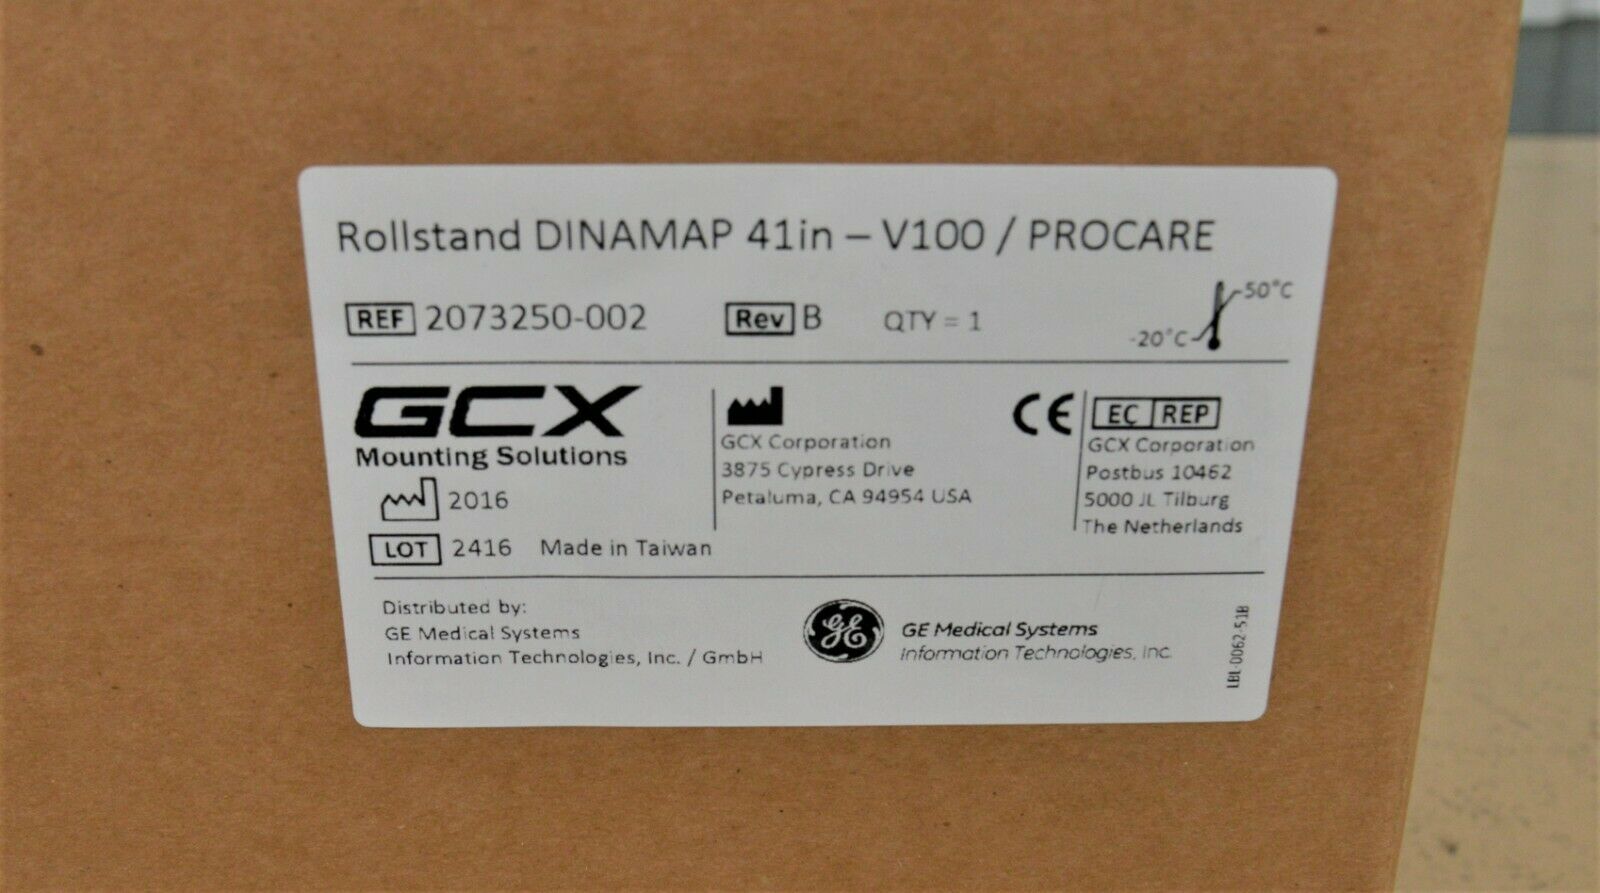 Rollstand DINAMAP 41in – V100 / PROCARE
REF 2073250-002 Rev B QTY = 1
50°C
-20°C
GCX
Mounting Solutions
2016
LOT 2416 Made in Taiwan
GCX Corporation
3875 Cypress Drive
Petaluma, CA 94954 USA
CE EC REP
GCX Corporation
Postbus 10462
5000 JL Tilburg
The Netherlands
Distributed by:
GE Medical Systems
Information Technologies, Inc. / GmbH
GE
GE Medical Systems
Information Technologies, Inc.
LBL-0062-51B